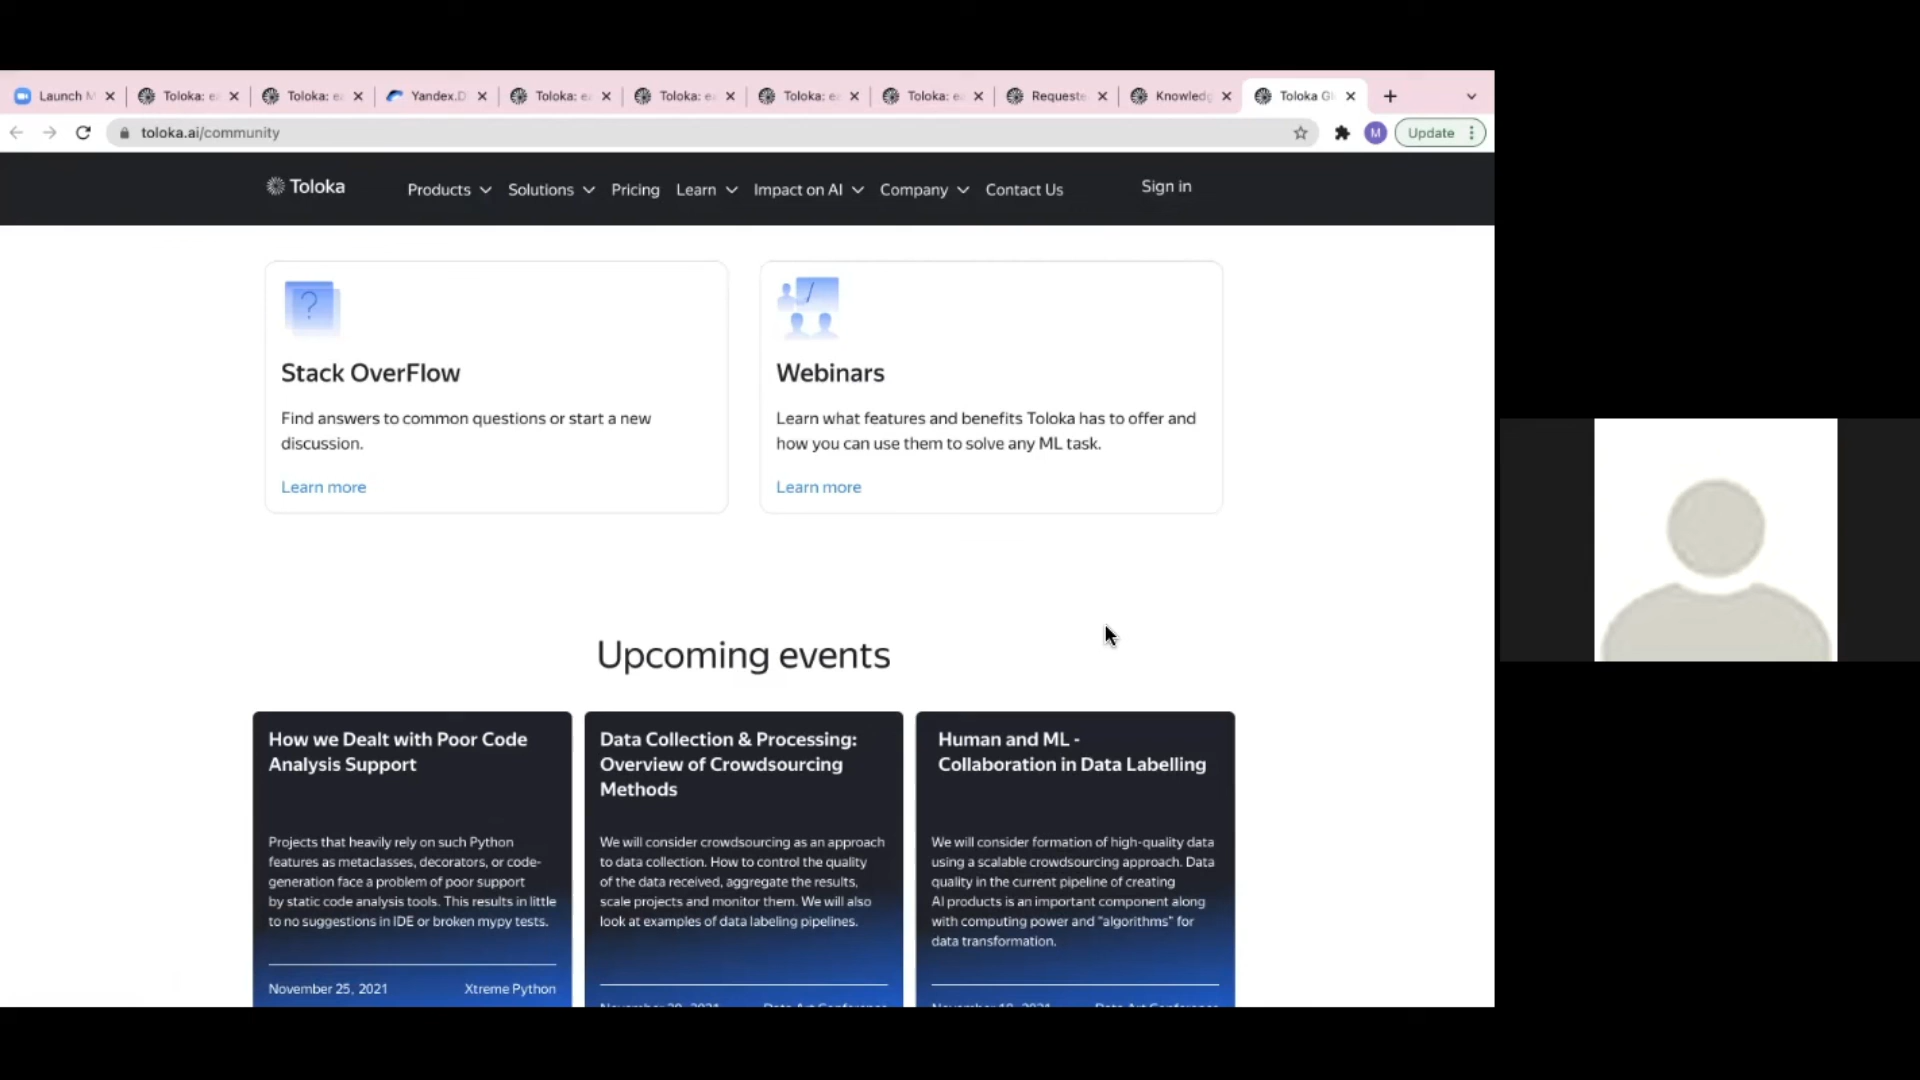 Launch M
Toloka: ea
Toloka: ea
Yandex.D
Toloka: ea
Toloka: ea
Toloka: ea
Toloka: ea
Requeste
Knowledg
Toloka Gl
toloka.ai/community
M
Update
Toloka
Products
Solutions
Pricing
Learn
Impact on AI
Company
Contact Us
Sign in
?
Stack OverFlow
Find answers to common questions or start a new
discussion.
Learn more
Webinars
Learn what features and benefits Toloka has to offer and
how you can use them to solve any ML task.
Learn more
Upcoming events
How we Dealt with Poor Code
Analysis Support
Projects that heavily rely on such Python
features as metaclasses, decorators, or code-
generation face a problem of poor support
by static code analysis tools. This results in little
to no suggestions in IDE or broken mypy tests.
November 25, 2021
Xtreme Python
Data Collection & Processing:
Overview of Crowdsourcing
Methods
We will consider crowdsourcing as an approach
to data collection. How to control the quality
of the data received, aggregate the results,
scale projects and monitor them. We will also
look at examples of data labeling pipelines.
Human and ML -
Collaboration in Data Labelling
We will consider formation of high-quality data
using a scalable crowdsourcing approach. Data
quality in the current pipeline of creating
AI products is an important component along
with computing power and "algorithms" for
data transformation.